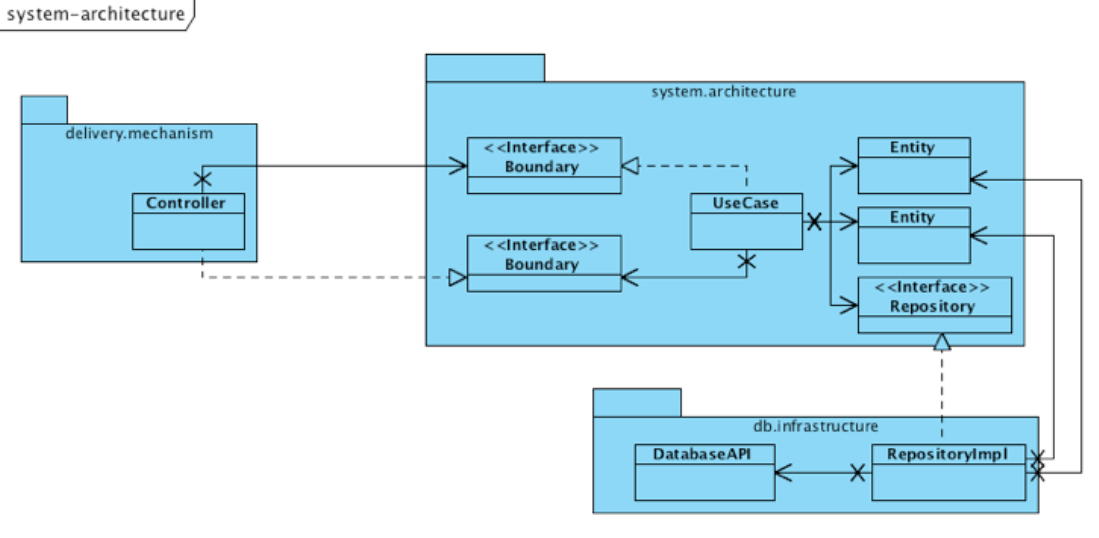 system-architecture
system.architecture
delivery.mechanism
<<Interface>>
Boundary
Entity
Controller
UseCase
Entity
<<Interface>>
Boundary
<<Interface>>
Repository
db.infrastructure
DatabaseAPI
RepositoryImpl